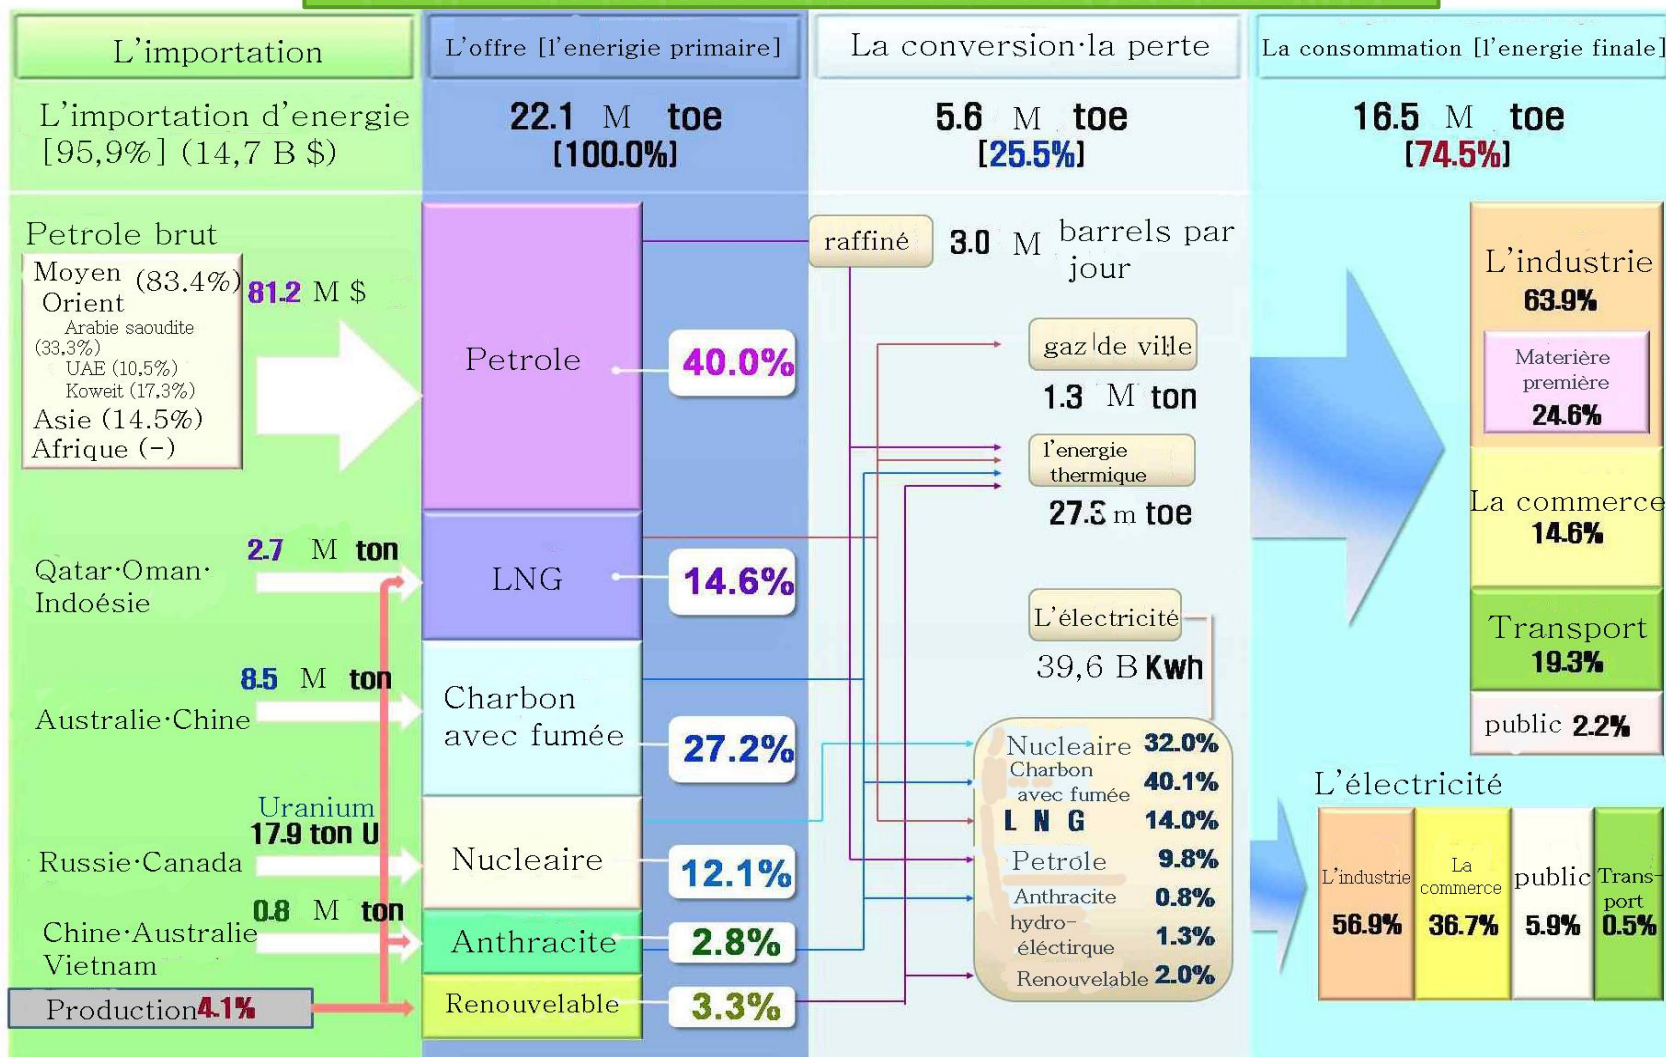 L'importation
L'offre [l'enerigie primaire]
La conversion·la perte
La consommation [l'energie finale]
L'importation d'energie
[95,9%] (14,7 B $)
22.1 M toe
[100.0%]
5.6 M toe
[25.5%]
16.5 M toe
[74.5%]
Petrole brut
Moyen (83.4%)
Orient
Arabie saoudite
(33,3%)
UAE (10,5%)
Koweit (17,3%)
Asie (14.5%)
Afrique (-)
81.2 M $
2.7 M ton
Qatar·Oman·
Indoésie
8.5 M ton
Australie·Chine
Uranium
17.9 ton U
Russie·Canada
0.8 M ton
Chine·Australie
Vietnam
Production 4.1%
Petrole
40.0%
LNG
14.6%
Charbon
avec fumée
27.2%
Nucleaire
12.1%
Anthracite
2.8%
Renouvelable
3.3%
raffiné
3.0 M barrels par
jour
gaz de ville
1.3 M ton
l'energie
thermique
27.3 m toe
L'électricité
39,6 B Kwh
Nucleaire 32.0%
Charbon
avec fumée 40.1%
L N G 14.0%
Petrole 9.8%
Anthracite 0.8%
hydro-
éléctirque 1.3%
Renouvelable 2.0%
L'industrie
63.9%
Materière
première
24.6%
La commerce
14.6%
Transport
19.3%
public 2.2%
L'électricité
L'industrie
56.9%
La
commerce
36.7%
public
5.9%
Trans-
port
0.5%